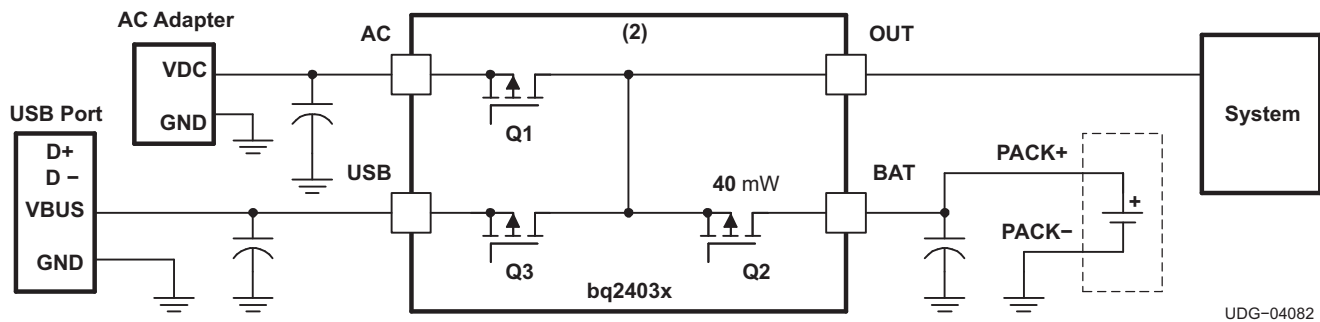 AC Adapter
VDC
GND
USB Port
D+
D −
VBUS
GND
AC
USB
(2)
Q1
Q3
40 mW
Q2
bq2403x
OUT
BAT
PACK+
PACK−
+
System
UDG−04082